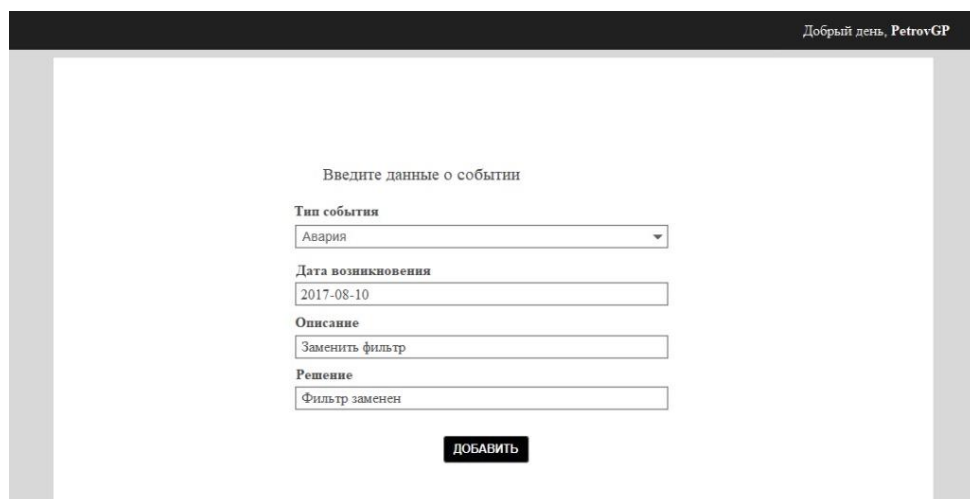 Добрый день, PetrovGP
Введите данные о событии
Тип события
Авария
Дата возникновения
2017-08-10
Описание
Заменить фильтр
Решение
Фильтр заменен
ДОБАВИТЬ